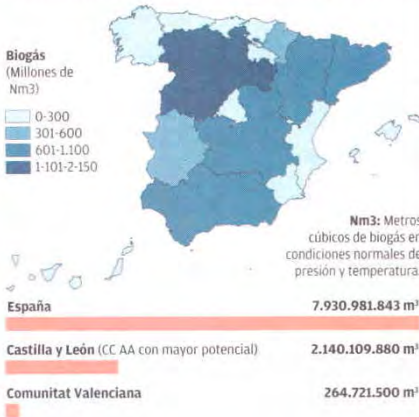 Biogás
(Millones de
Nm3)
0-300
301-600
601-1.100
1-101-2-150
Nm3: Metros
cúbicos de biogás en
condiciones normales de
presión y temperatura.
España 7.930.981.843 m³
Castilla y León (CC AA con mayor potencial) 2.140.109.880 m³
Comunitat Valenciana 264.721.500 m³